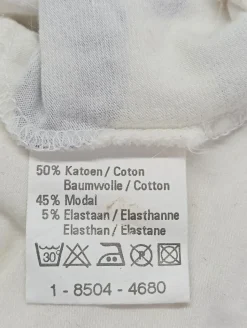 50% Katoen / Coton
Baumwolle / Cotton
45% Modal
5% Elastaan / Elasthanne
Elasthan / Elastane
30
1 - 8504 - 4680